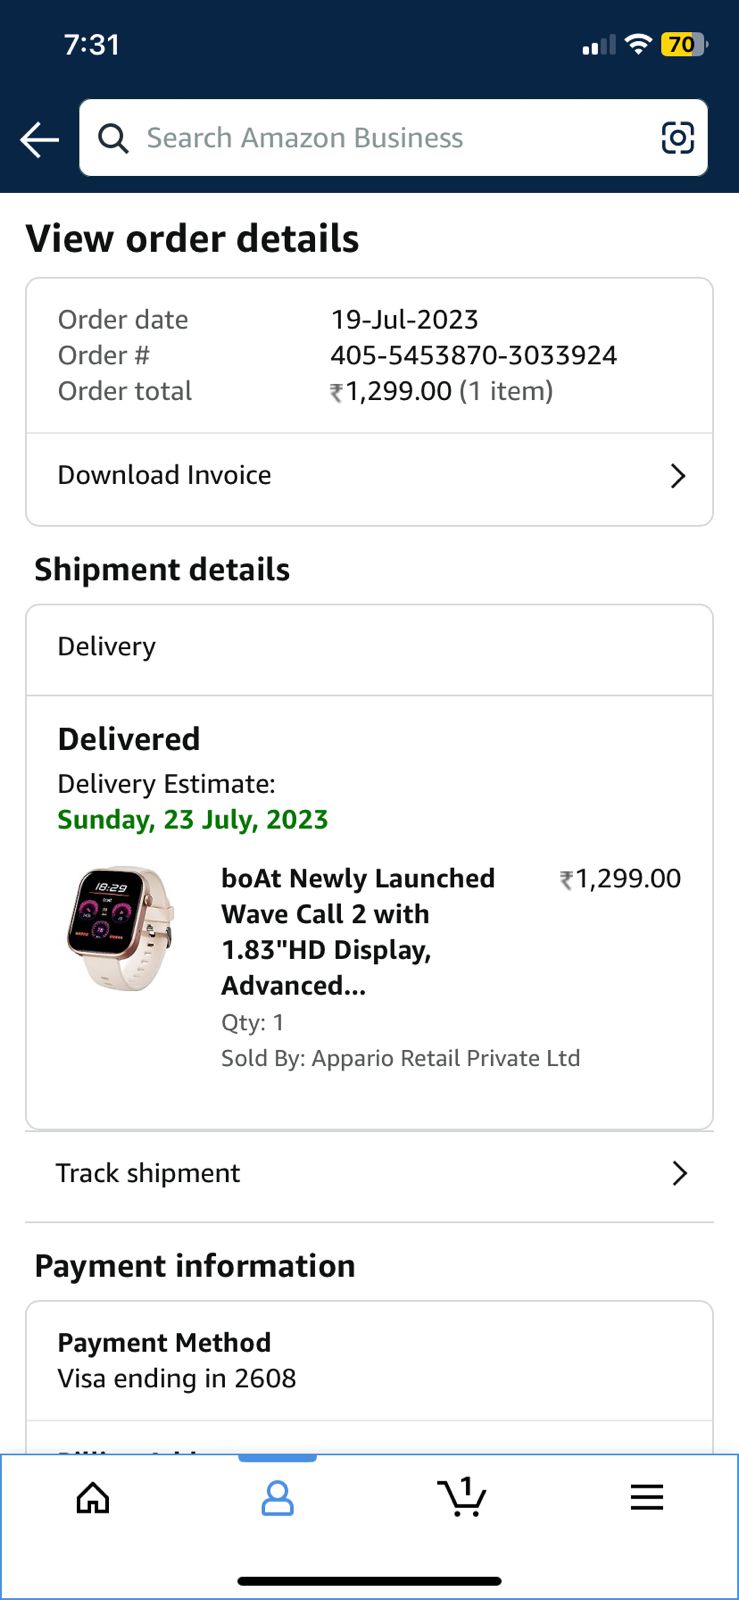 7:31
70
Search Amazon Business
View order details
Order date 19-Jul-2023
Order # 405-5453870-3033924
Order total ₹1,299.00 (1 item)
Download Invoice
Shipment details
Delivery
Delivered
Delivery Estimate:
Sunday, 23 July, 2023
18:29
boAt Newly Launched ₹1,299.00
Wave Call 2 with
1.83"HD Display,
Advanced...
Qty: 1
Sold By: Appario Retail Private Ltd
Track shipment
Payment information
Payment Method
Visa ending in 2608
1